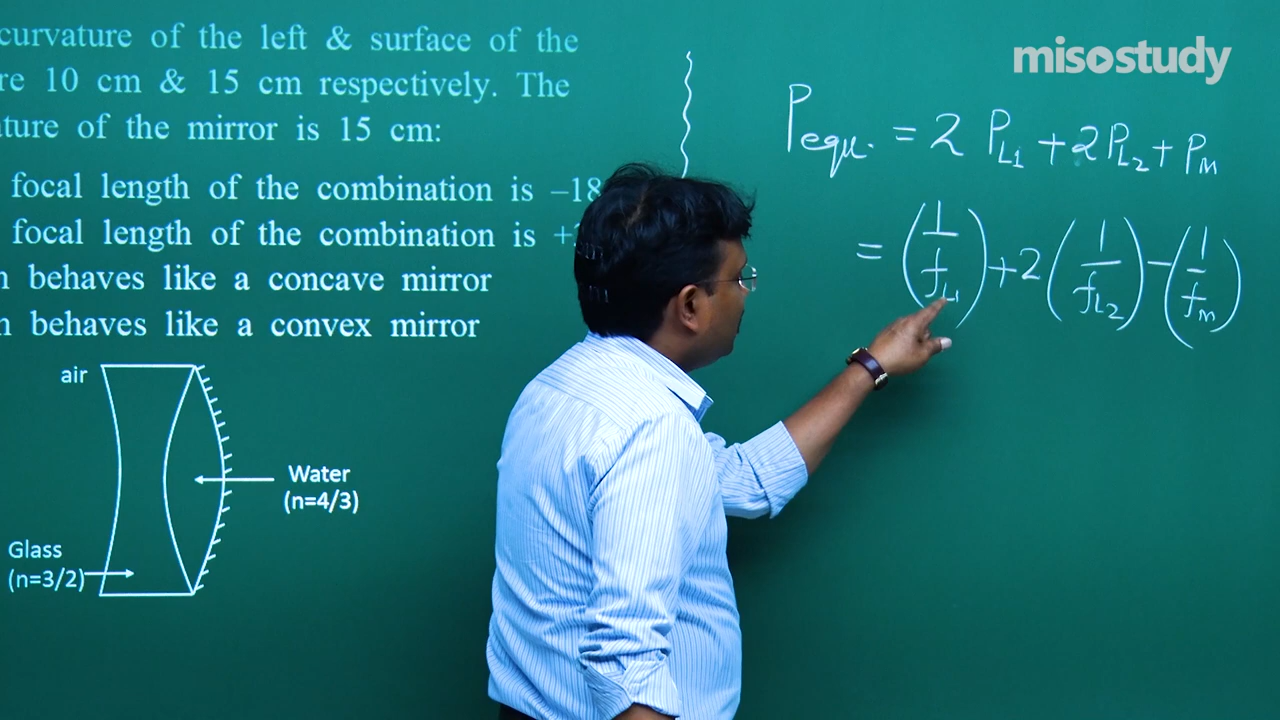 curvature of the left & surface of the
re 10 cm & 15 cm respectively. The
ture of the mirror is 15 cm:
focal length of the combination is –18
focal length of the combination is +
behaves like a concave mirror
behaves like a convex mirror
air
Water
(n=4/3)
Glass
(n=3/2)
misostudy
Pequ. = 2 PL1 + 2PL2 + PM
= (1/fL1) + 2(1/fL2) - (1/fM)